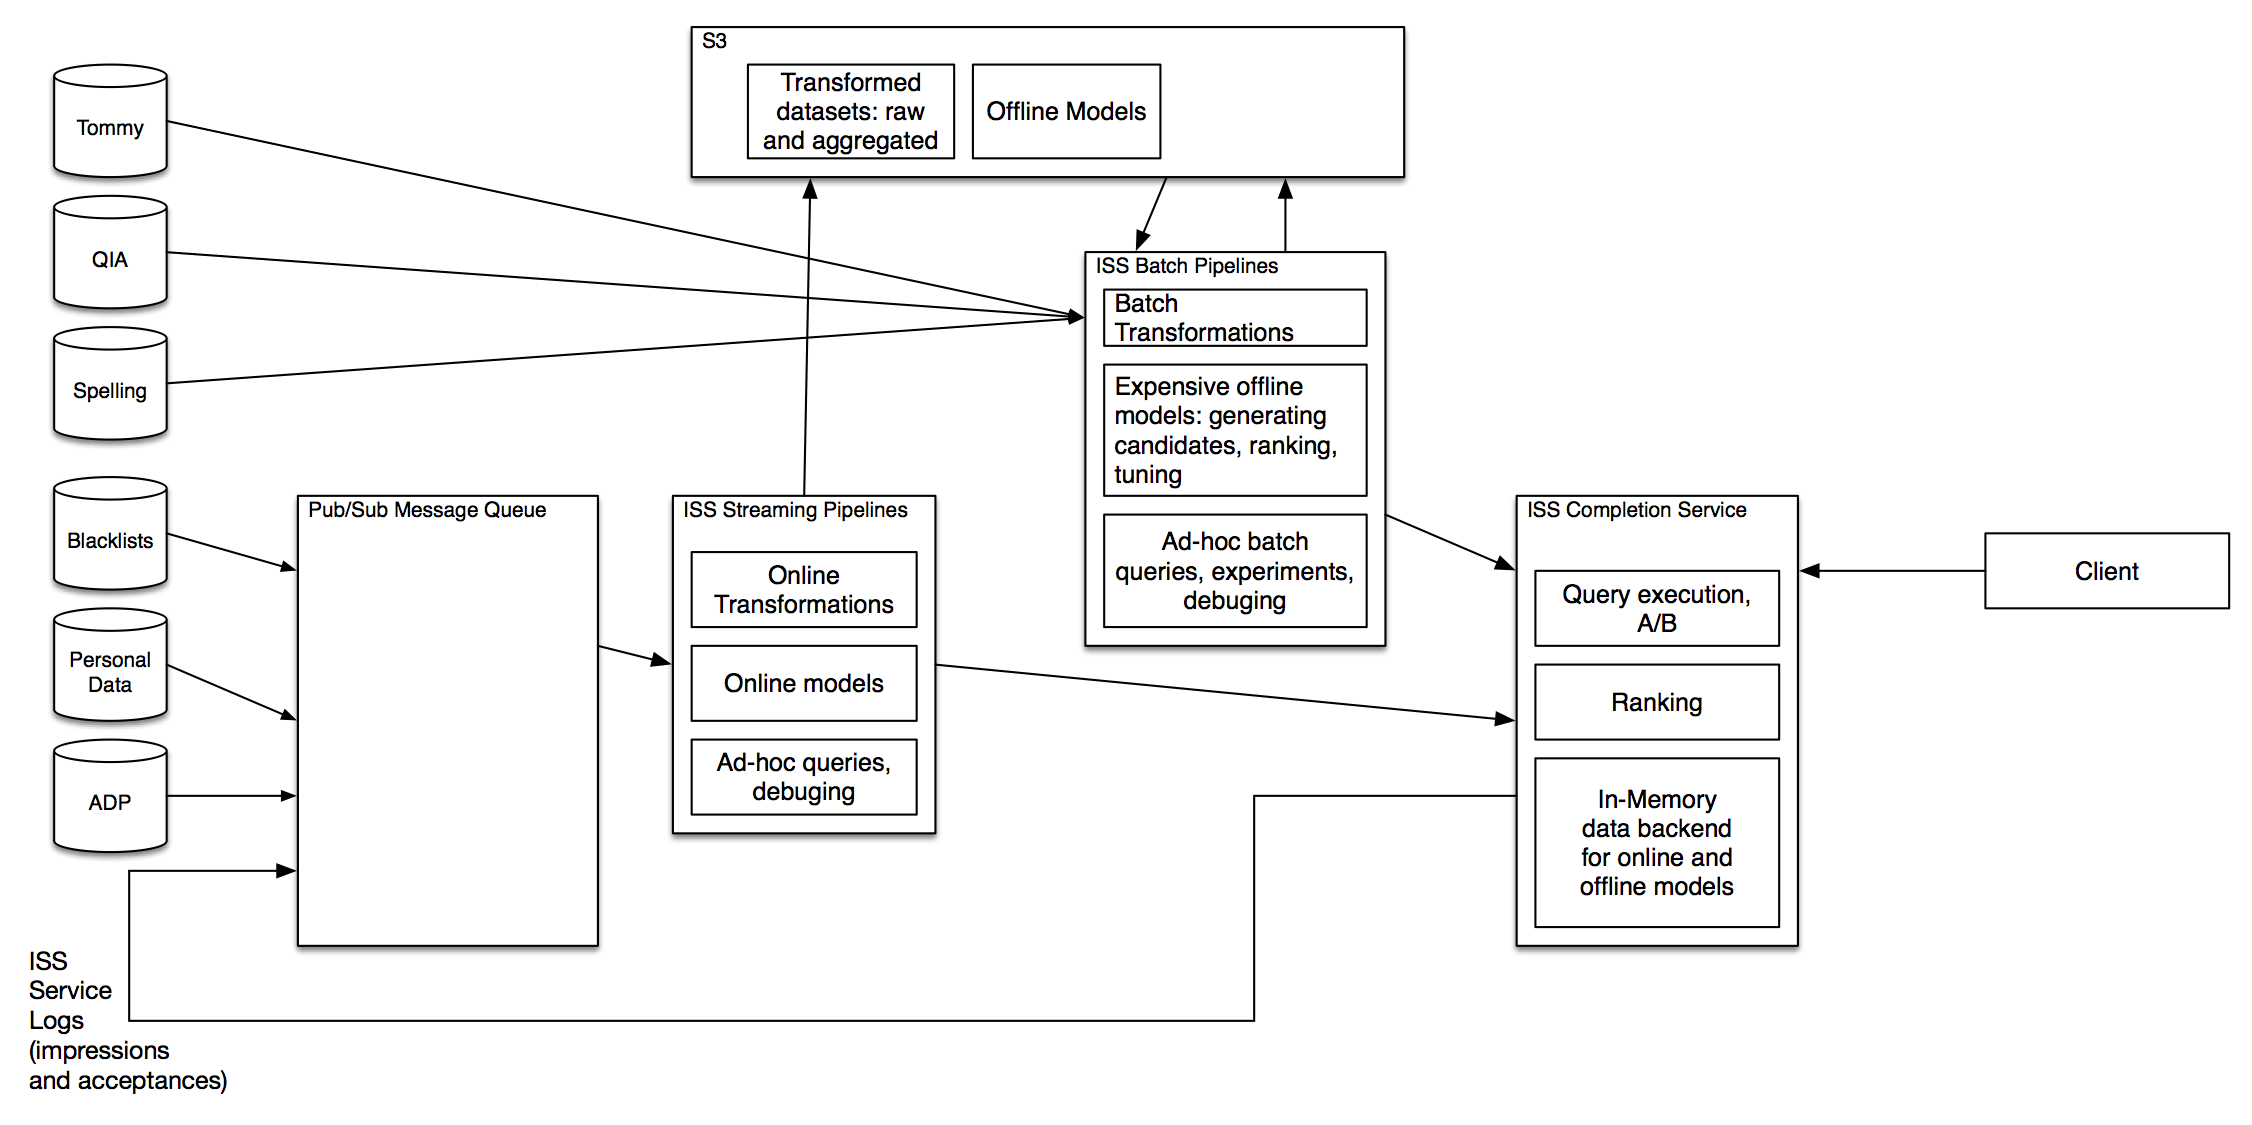 S3
Transformed
datasets: raw
and aggregated
Offline Models
Tommy
QIA
Spelling
Blacklists
Personal
Data
ADP
ISS
Service
Logs
(impressions
and acceptances)
Pub/Sub Message Queue
ISS Streaming Pipelines
Online
Transformations
Online models
Ad-hoc queries,
debuging
ISS Batch Pipelines
Batch
Transformations
Expensive offline
models: generating
candidates, ranking,
tuning
Ad-hoc batch
queries, experiments,
debuging
ISS Completion Service
Query execution,
A/B
Ranking
In-Memory
data backend
for online and
offline models
Client